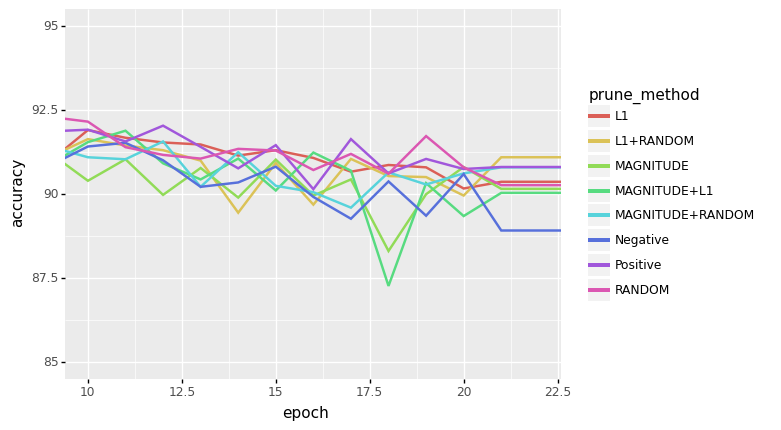 95
92.5
90
87.5
85
accuracy
10
12.5
15
17.5
20
22.5
epoch
prune_method
L1
L1+RANDOM
MAGNITUDE
MAGNITUDE+L1
MAGNITUDE+RANDOM
Negative
Positive
RANDOM